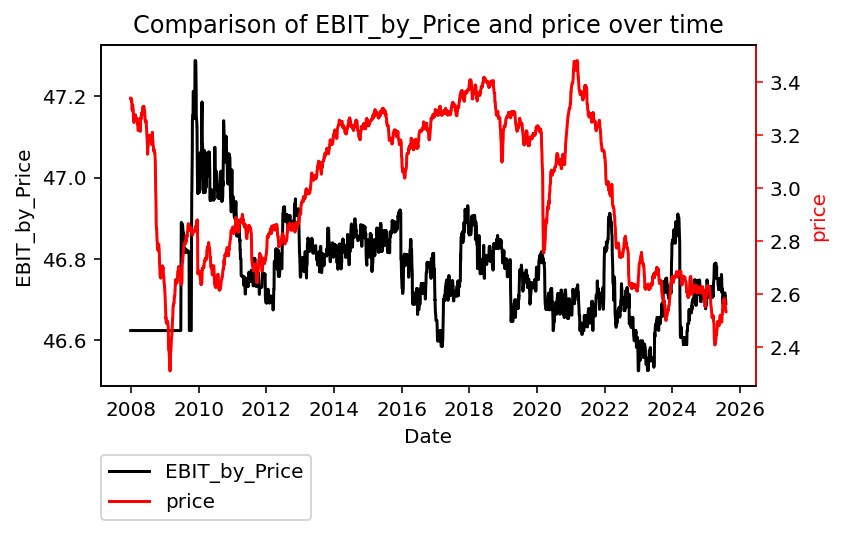 Comparison of EBIT_by_Price and price over time
EBIT_by_Price
47.2
47.0
46.8
46.6
3.4
3.2
3.0
2.8
2.6
2.4
price
2008 2010 2012 2014 2016 2018 2020 2022 2024 2026
Date
EBIT_by_Price
price